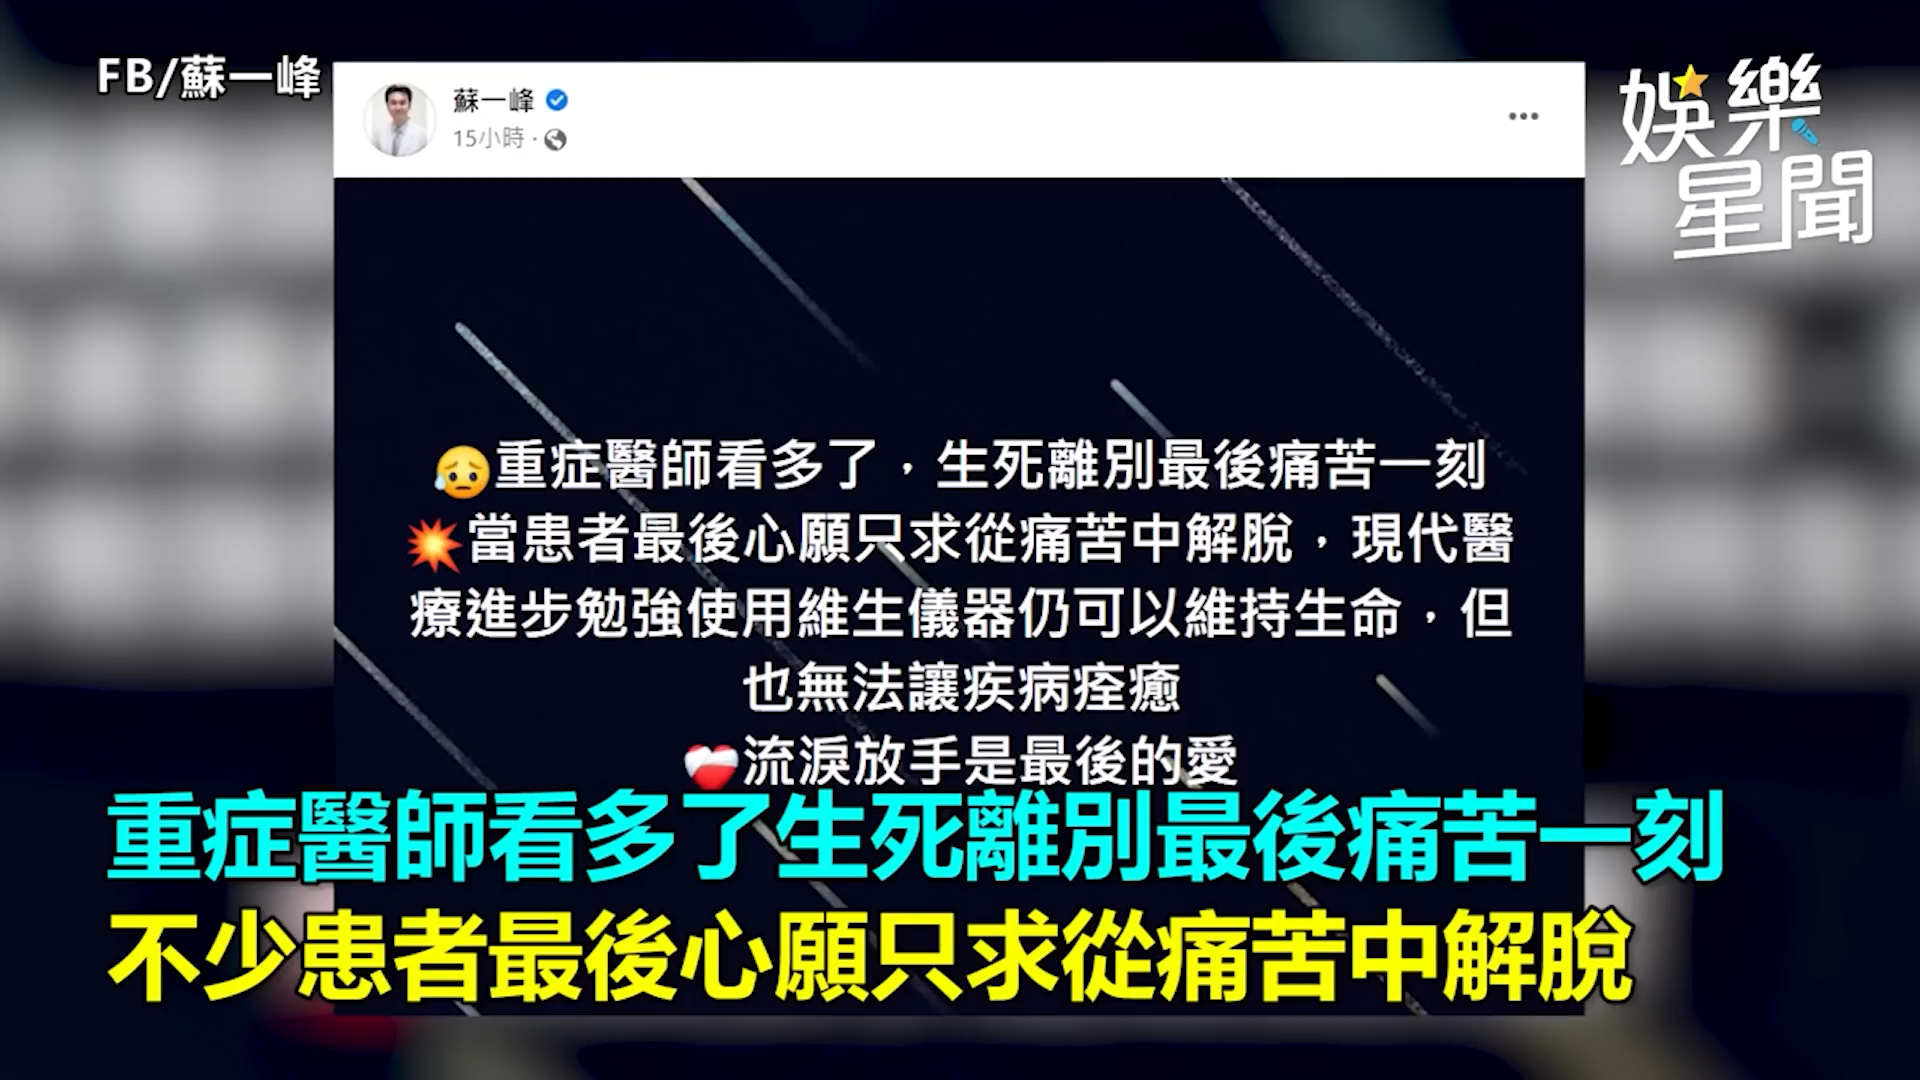 FB/蘇一峰
蘇一峰
15小時 ·
娛樂
星聞
😥重症醫師看多了，生死離別最後痛苦一刻
💥當患者最後心願只求從痛苦中解脫，現代醫
療進步勉強使用維生儀器仍可以維持生命，但
也無法讓疾病痊癒
❤️‍🩹流淚放手是最後的愛
重症醫師看多了生死離別最後痛苦一刻
不少患者最後心願只求從痛苦中解脫